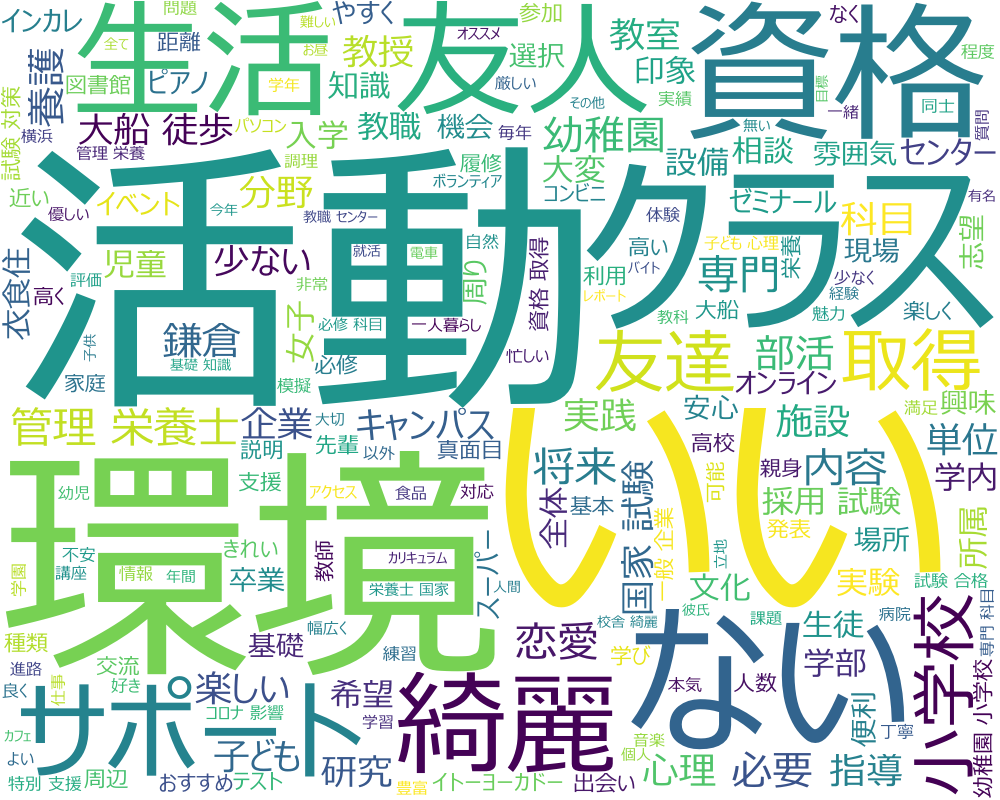 インカレ
生活
友人
資格
やすく
問題
難しい
参加
なく
全て
距離
教授
お昼
オススメ
選択
教室
程度
養護
図書館
ピアノ
知識
学年
厳しい
印象
目標
同士
試験 対策
横浜
大船 徒歩
パソコン
入学
教職
機会
毎年
その他
実績
幼稚園
無い
一緒
質問
管理 栄養
調理
履修
ボランティア
大変
コンビニ
設備
相談
雰囲気
センター
近い
優しい
イベント
今年
分野
教職 センター
活動
クラス
体験
ゼミナール
科目
有名
衣食住
児童
少ない
就活
電車
自然
周り
高い
子ども 心理
利用
バイト
専門
栄養
現場
志望
高く
評価
非常
資格 取得
レポート
大船
少なく
経験
魅力
楽しく
鎌倉
女子
必修 科目
一人暮らし
教科
子供
基礎 知識
必修
忙しい
家庭
模擬
友達
部活
取得
オンライン
管理 栄養士
企業
大切
キャンパス
実践
安心
施設
満足
興味
説明
先輩
以外
真面目
いい
高校
単位
環境
幼児
支援
アクセス
食品
対応
将来
国家 試験
親身
可能
内容
学内
全体
基本
採用 試験
不安
きれい
教師
カリキュラム
スーパー
一般 企業
発表
場所
所属
学園
講座
情報
年間
卒業
栄養士 国家
人間
立地
文化
実験
試験 合格
種類
基礎
幅広く
恋愛
校舎 綺麗
彼氏
課題
生徒
病院
小学校
専門 科目
進路
交流
練習
学び
ない
学部
良く
好き
仕事
楽しい
希望
綺麗
本気
人数
便利
丁寧
カフェ
サポート
コロナ 影響
学習
音楽
個人
よい
子ども
研究
心理
必要
指導
幼稚園 小学校
特別 支援
周辺
おすすめ
テスト
豊富
イトーヨーカドー
出会い